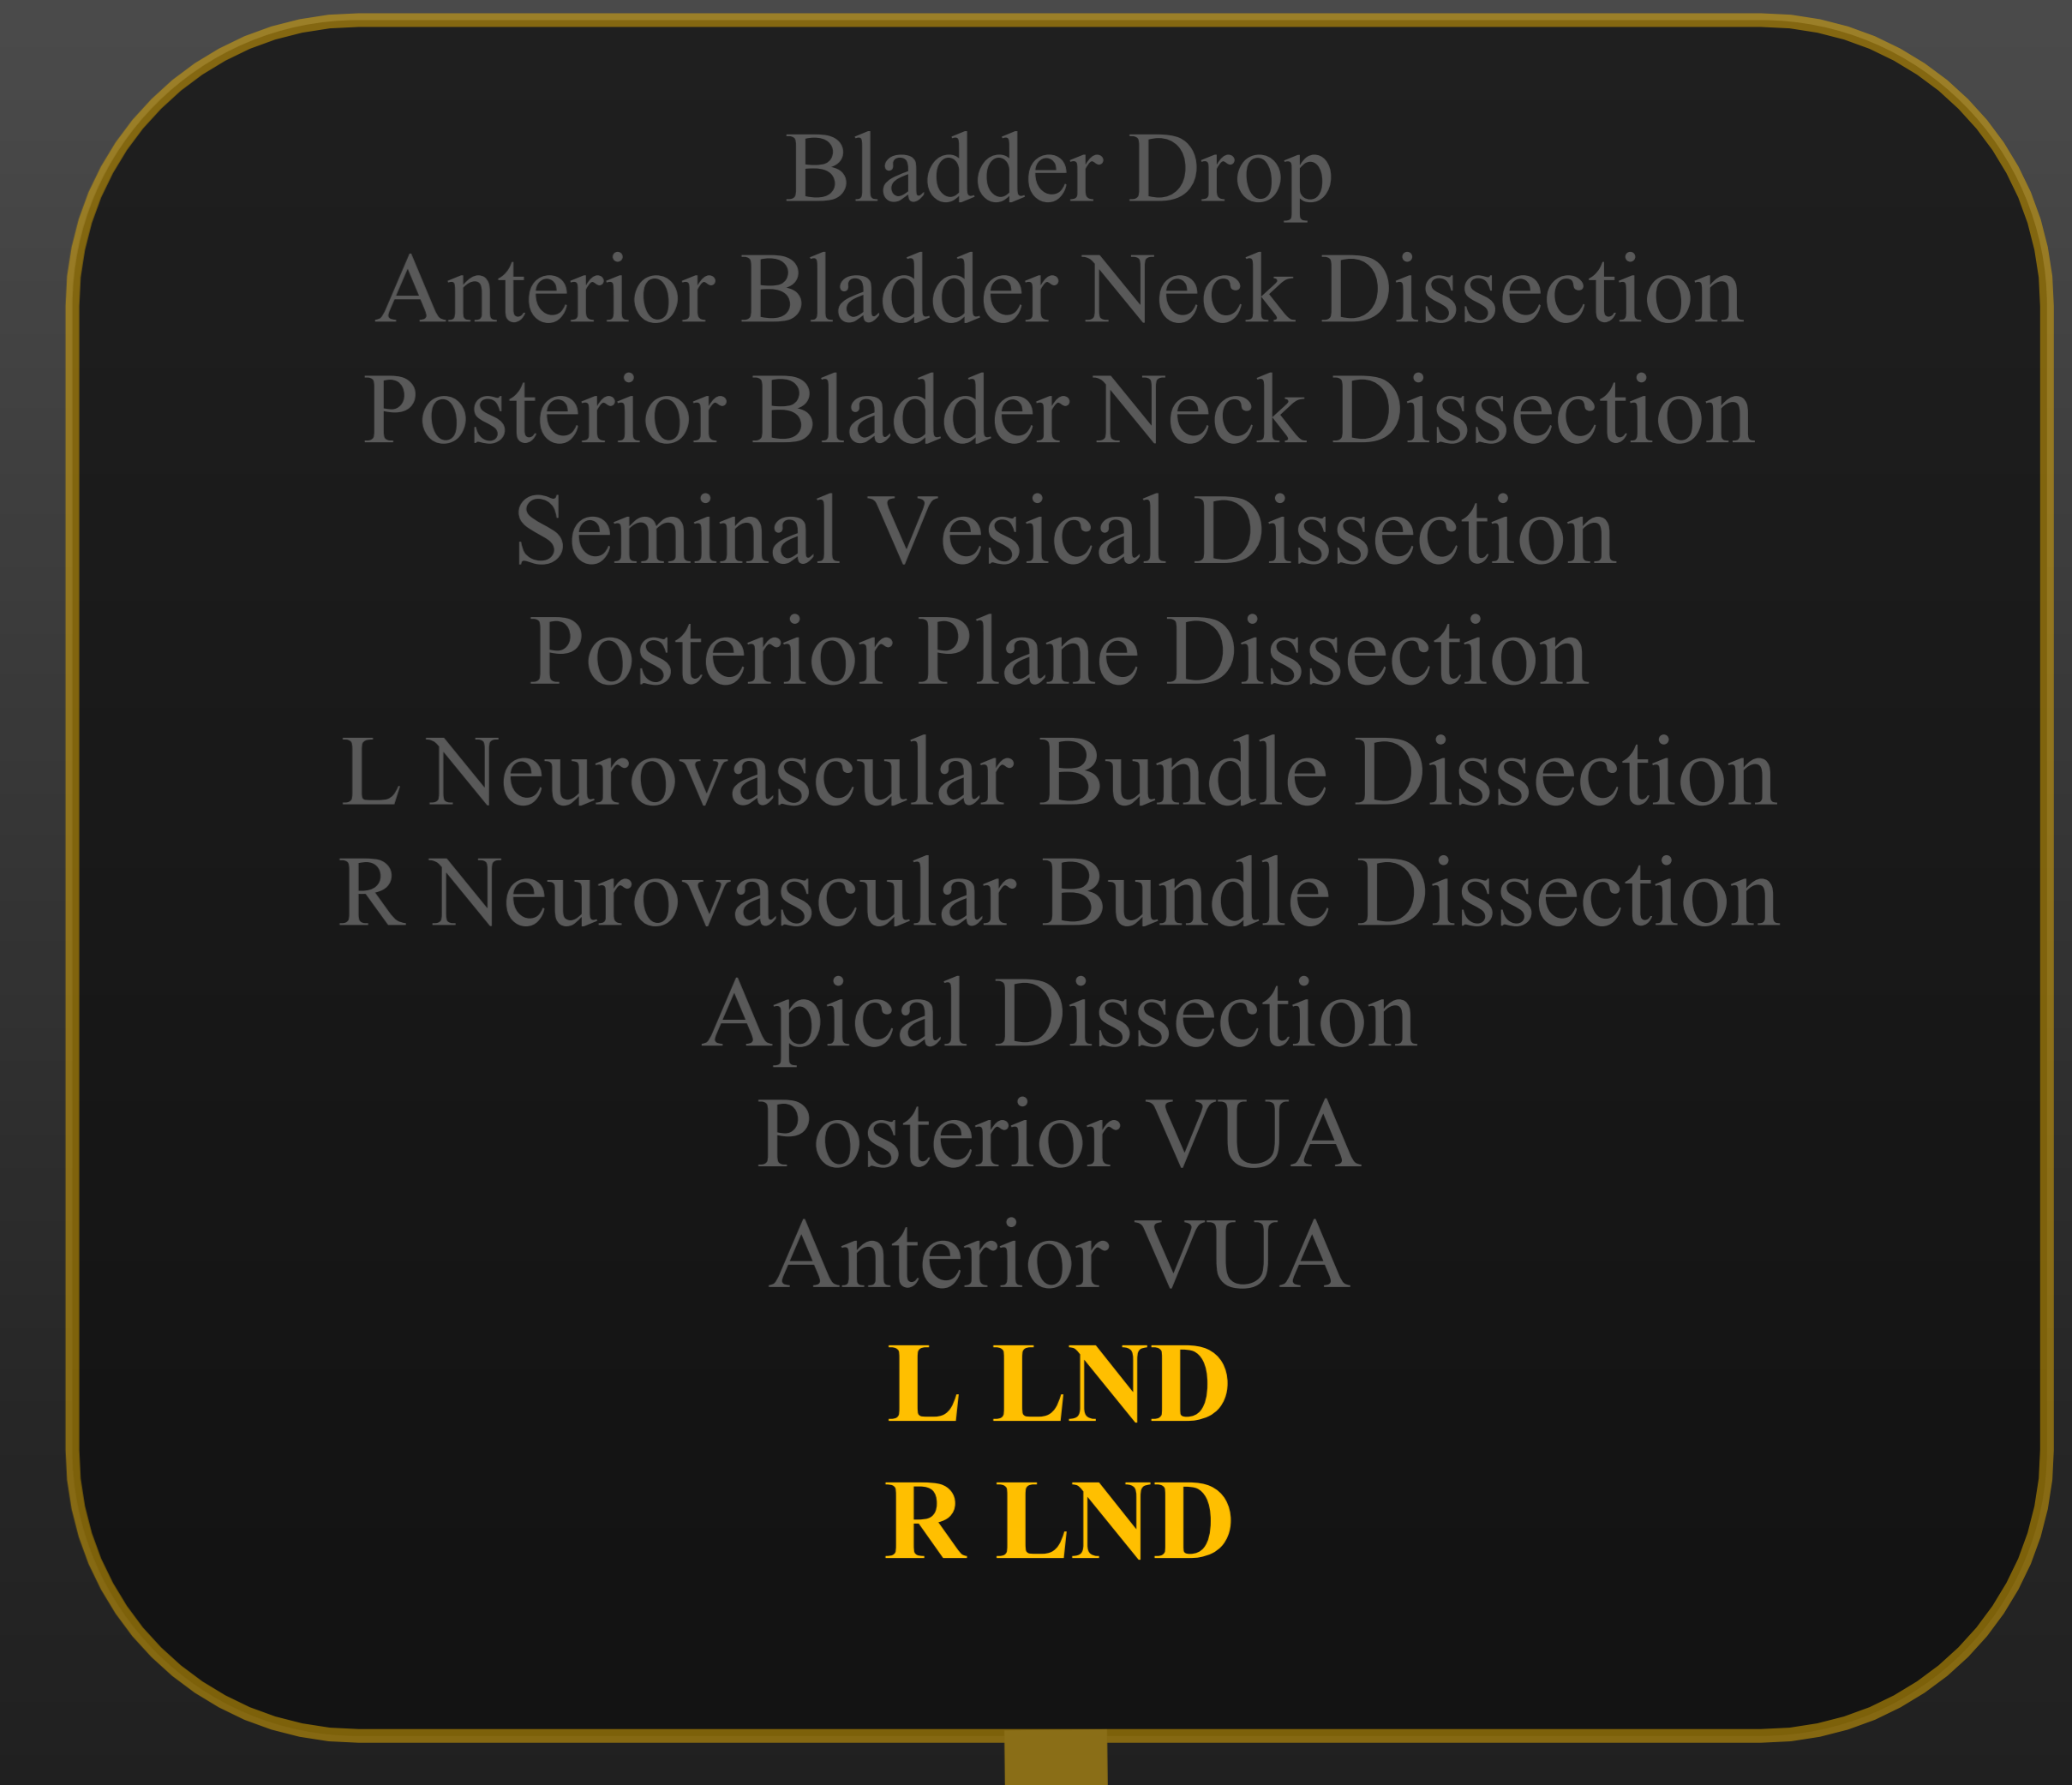 Bladder Drop
Anterior Bladder Neck Dissection
Posterior Bladder Neck Dissection
Seminal Vesical Dissection
Posterior Plane Dissection
L Neurovascular Bundle Dissection
R Neurovascular Bundle Dissection
Apical Dissection
Posterior VUA
Anterior VUA
L LND
R LND